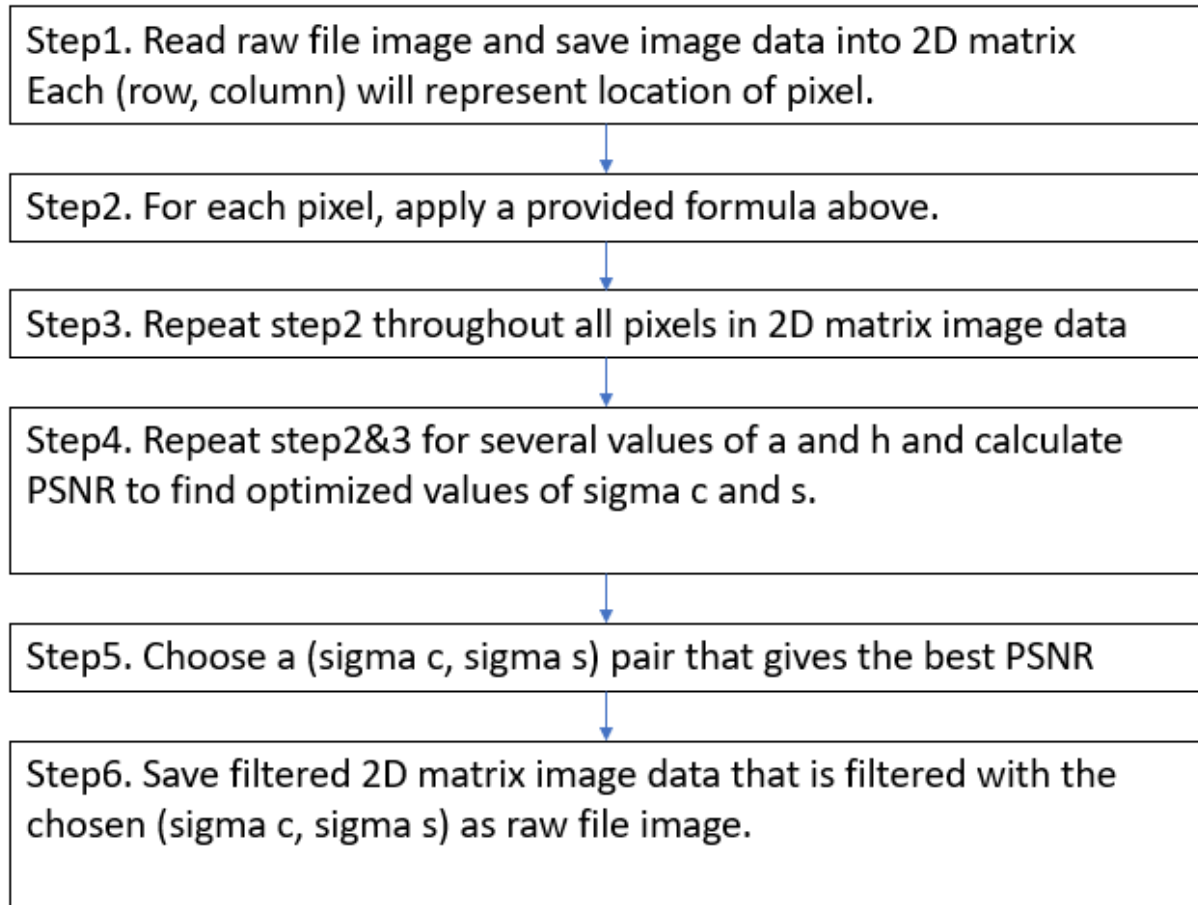 Step1. Read raw file image and save image data into 2D matrix
Each (row, column) will represent location of pixel.
Step2. For each pixel, apply a provided formula above.
Step3. Repeat step2 throughout all pixels in 2D matrix image data
Step4. Repeat step2&3 for several values of a and h and calculate
PSNR to find optimized values of sigma c and s.
Step5. Choose a (sigma c, sigma s) pair that gives the best PSNR
Step6. Save filtered 2D matrix image data that is filtered with the
chosen (sigma c, sigma s) as raw file image.